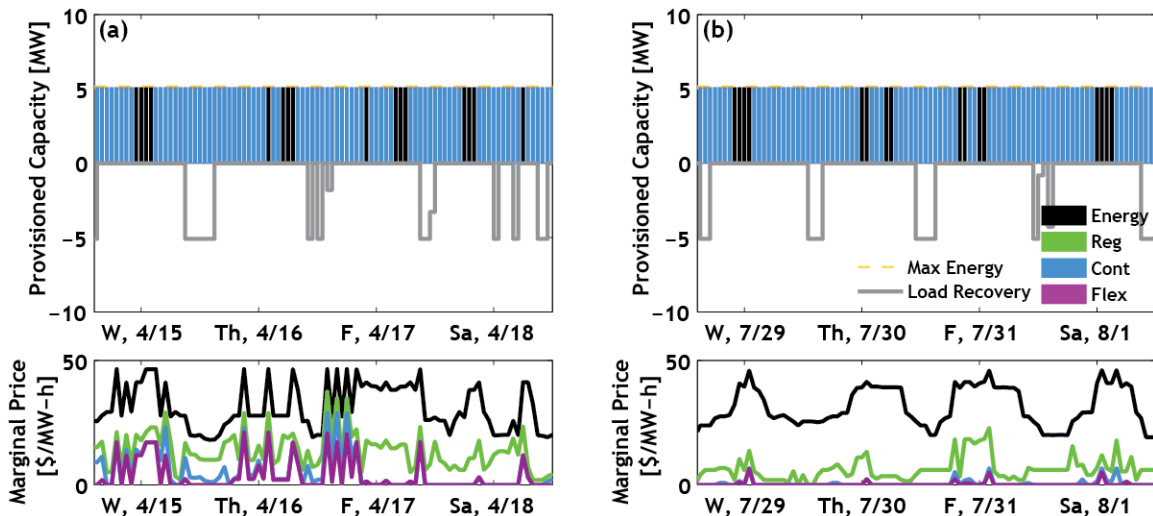 (a)
Provisioned Capacity [MW]
10
5
0
−5
−10
W, 4/15 Th, 4/16 F, 4/17 Sa, 4/18
(b)
Provisioned Capacity [MW]
10
5
0
−5
−10
Max Energy
Load Recovery
Energy
Reg
Cont
Flex
W, 7/29 Th, 7/30 F, 7/31 Sa, 8/1
Marginal Price
[$/MW−h]
50
0
W, 4/15 Th, 4/16 F, 4/17 Sa, 4/18
Marginal Price
[$/MW−h]
50
0
W, 7/29 Th, 7/30 F, 7/31 Sa, 8/1